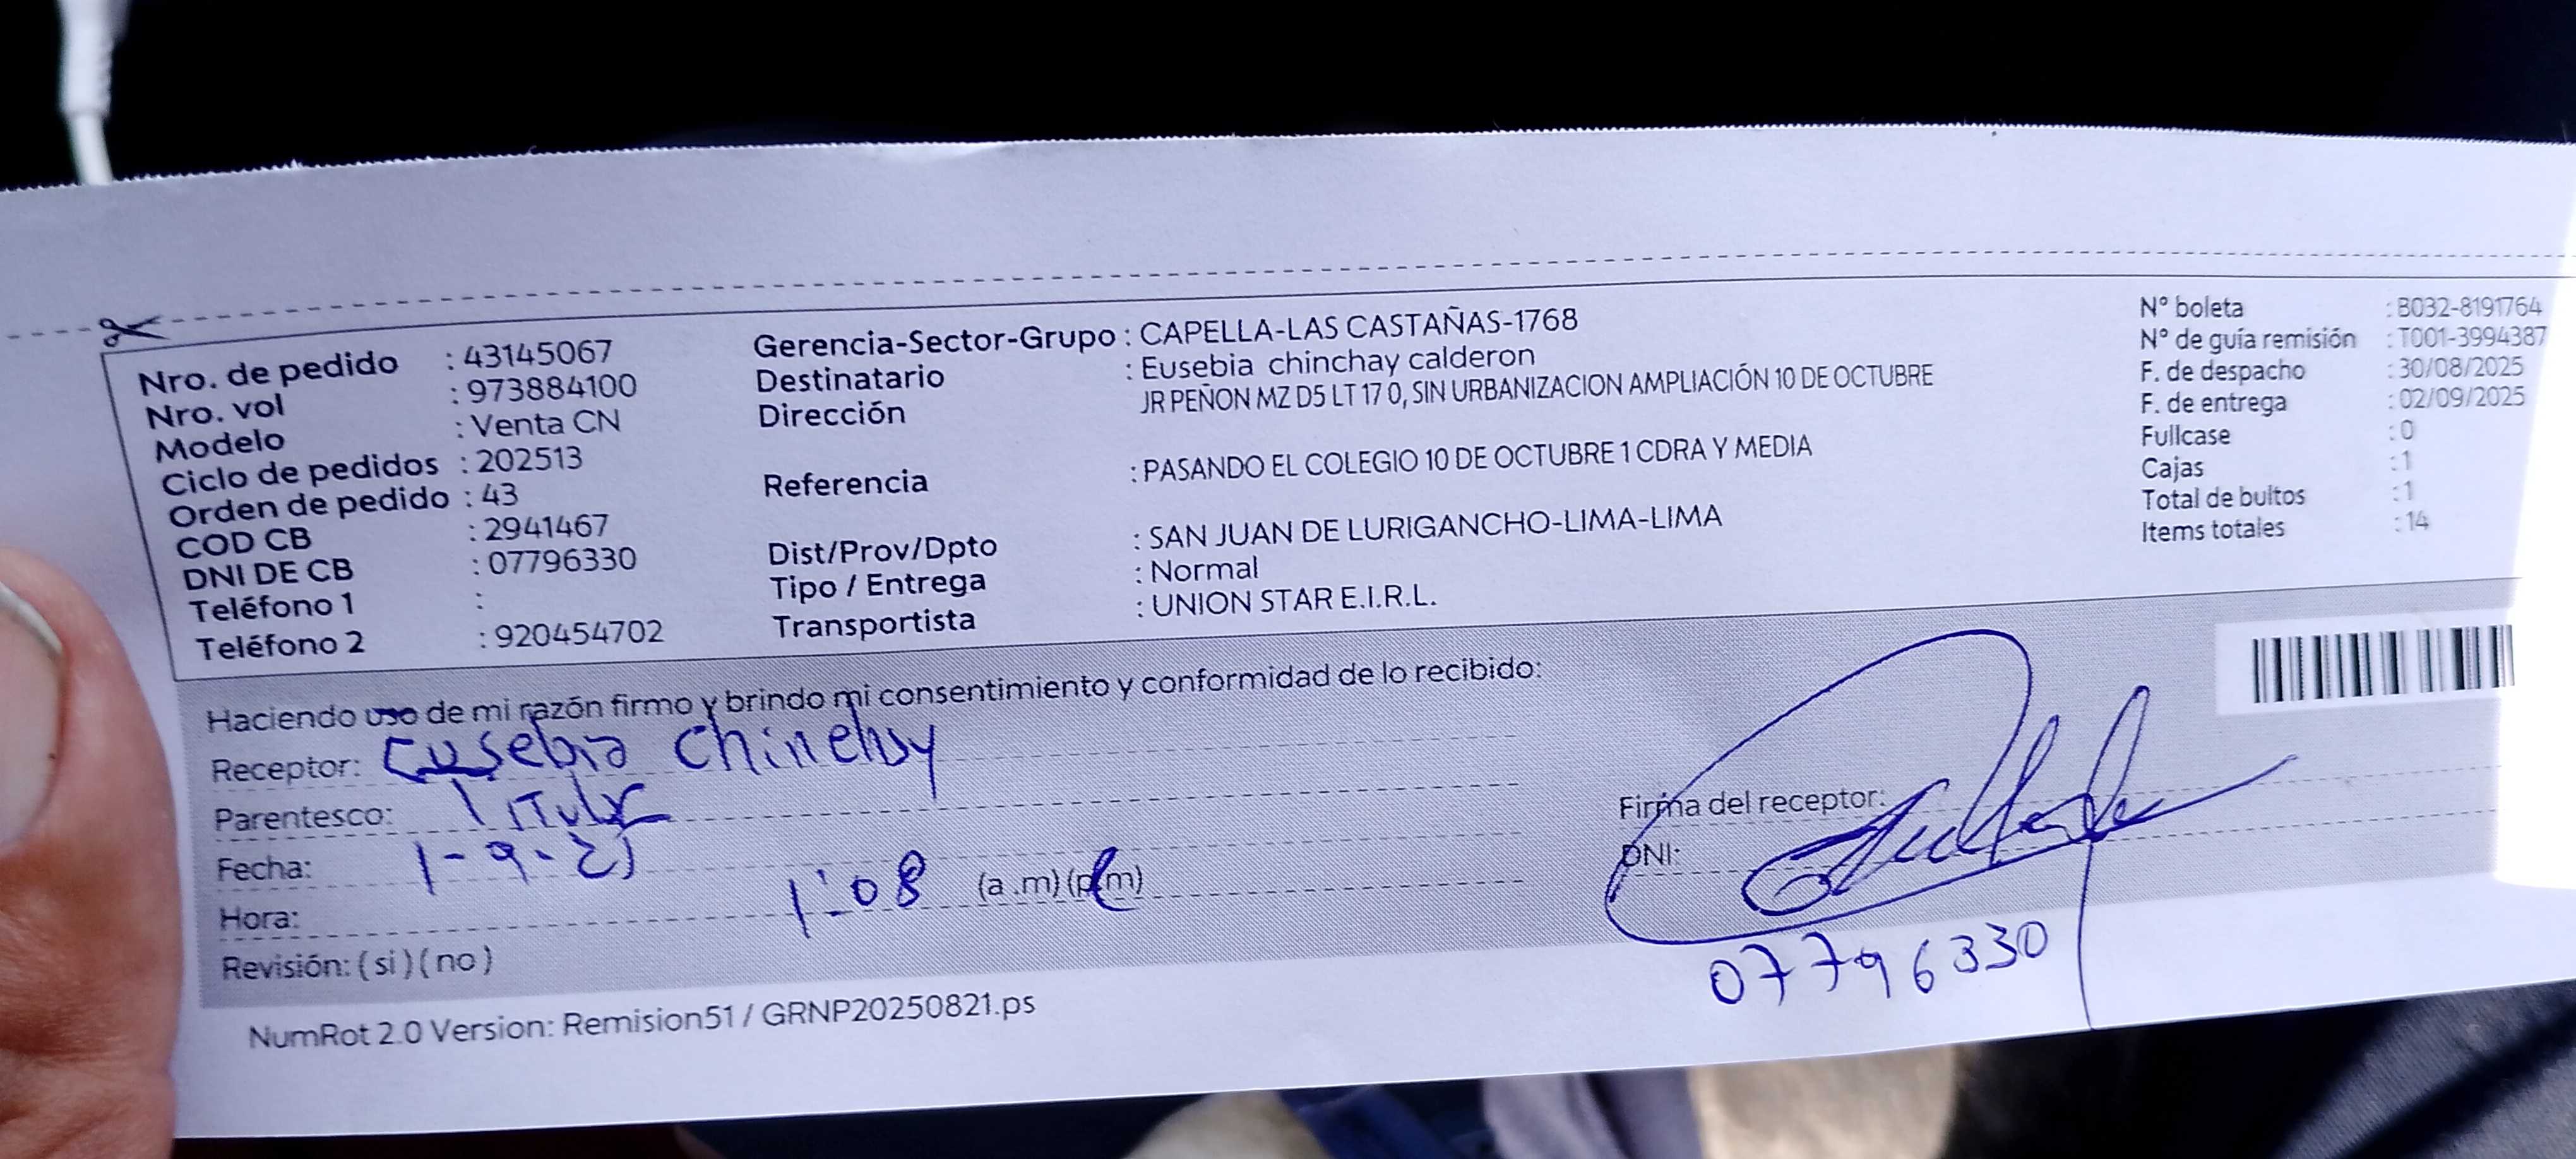 Nro. de pedido : 43145067
Nro. vol : 973884100
Modelo : Venta CN
Ciclo de pedidos : 202513
Orden de pedido : 43
COD CB : 2941467
DNI DE CB : 07796330
Teléfono 1 :
Teléfono 2 : 920454702
Gerencia-Sector-Grupo : CAPELLA-LAS CASTAÑAS-1768
Destinatario : Eusebia chinchay calderon
Dirección JR PEÑON MZ D5 LT 17 0, SIN URBANIZACION AMPLIACIÓN 10 DE OCTUBRE
Referencia : PASANDO EL COLEGIO 10 DE OCTUBRE 1 CDRA Y MEDIA
Dist/Prov/Dpto : SAN JUAN DE LURIGANCHO-LIMA-LIMA
Tipo / Entrega : Normal
Transportista : UNION STAR E.I.R.L.
N° boleta : B032-8191764
N° de guía remisión : T001-3994387
F. de despacho : 30/08/2025
F. de entrega : 02/09/2025
Fullcase : 0
Cajas : 1
Total de bultos : 1
Items totales : 14
Haciendo uso de mi razón firmo y brindo mi consentimiento y conformidad de lo recibido:
Receptor: Eusebia Chinchay
Parentesco: Titular
Fecha: 1-9-25
Hora: 1:08 (a.m)(p.m)
Revisión: (si)(no)
Firma del receptor:
DNI:
07796330
NumRot 2.0 Version: Remision51 / GRNP20250821.ps